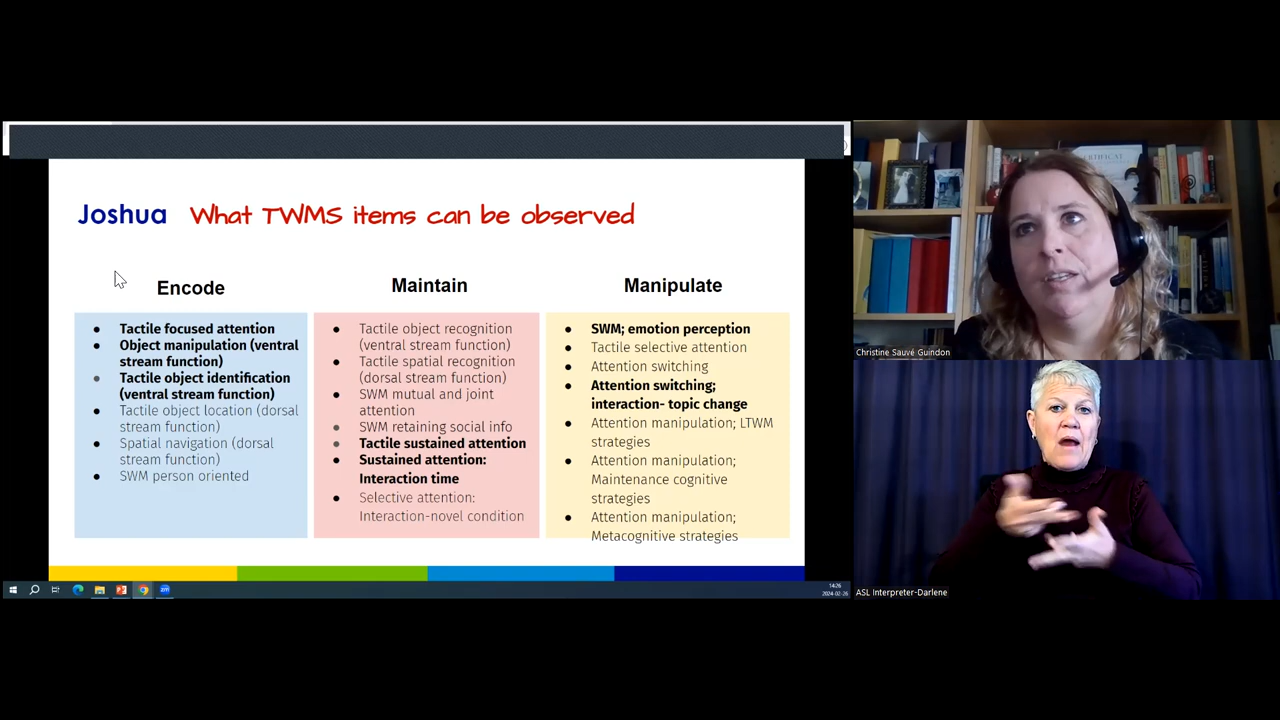 Joshua What TWMS items can be observed
Encode
Tactile focused attention
Object manipulation (ventral
stream function)
Tactile object identification
(ventral stream function)
Tactile object location (dorsal
stream function)
Spatial navigation (dorsal
stream function)
SWM person oriented
Maintain
Tactile object recognition
(ventral stream function)
Tactile spatial recognition
(dorsal stream function)
SWM mutual and joint
attention
SWM retaining social info
Tactile sustained attention
Sustained attention:
Interaction time
Selective attention:
Interaction-novel condition
Manipulate
SWM; emotion perception
Tactile selective attention
Attention switching
Attention switching;
interaction- topic change
Attention manipulation; LTWM
strategies
Attention manipulation;
Maintenance cognitive
strategies
Attention manipulation;
Metacognitive strategies
14:26
2024-02-26
Christine Sauvé Guindon
ASL Interpreter-Darlene